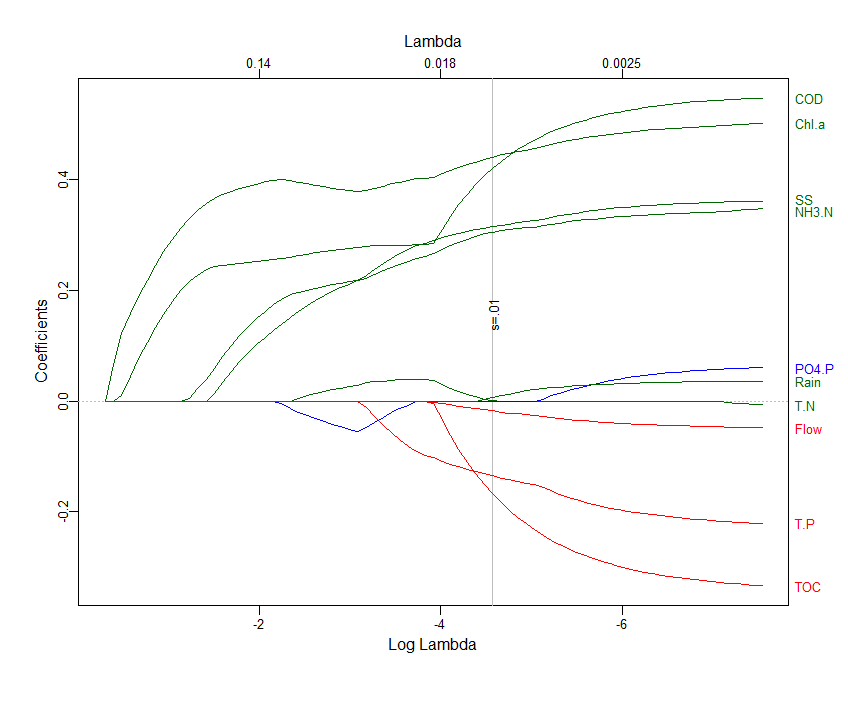 Lambda
0.14 0.018 0.0025
COD
Chl.a
SS
NH3.N
PO4.P
Rain
T.N
Flow
T.P
TOC
s=.01
Coefficients
0.4
0.2
0.0
-0.2
-2 -4 -6
Log Lambda